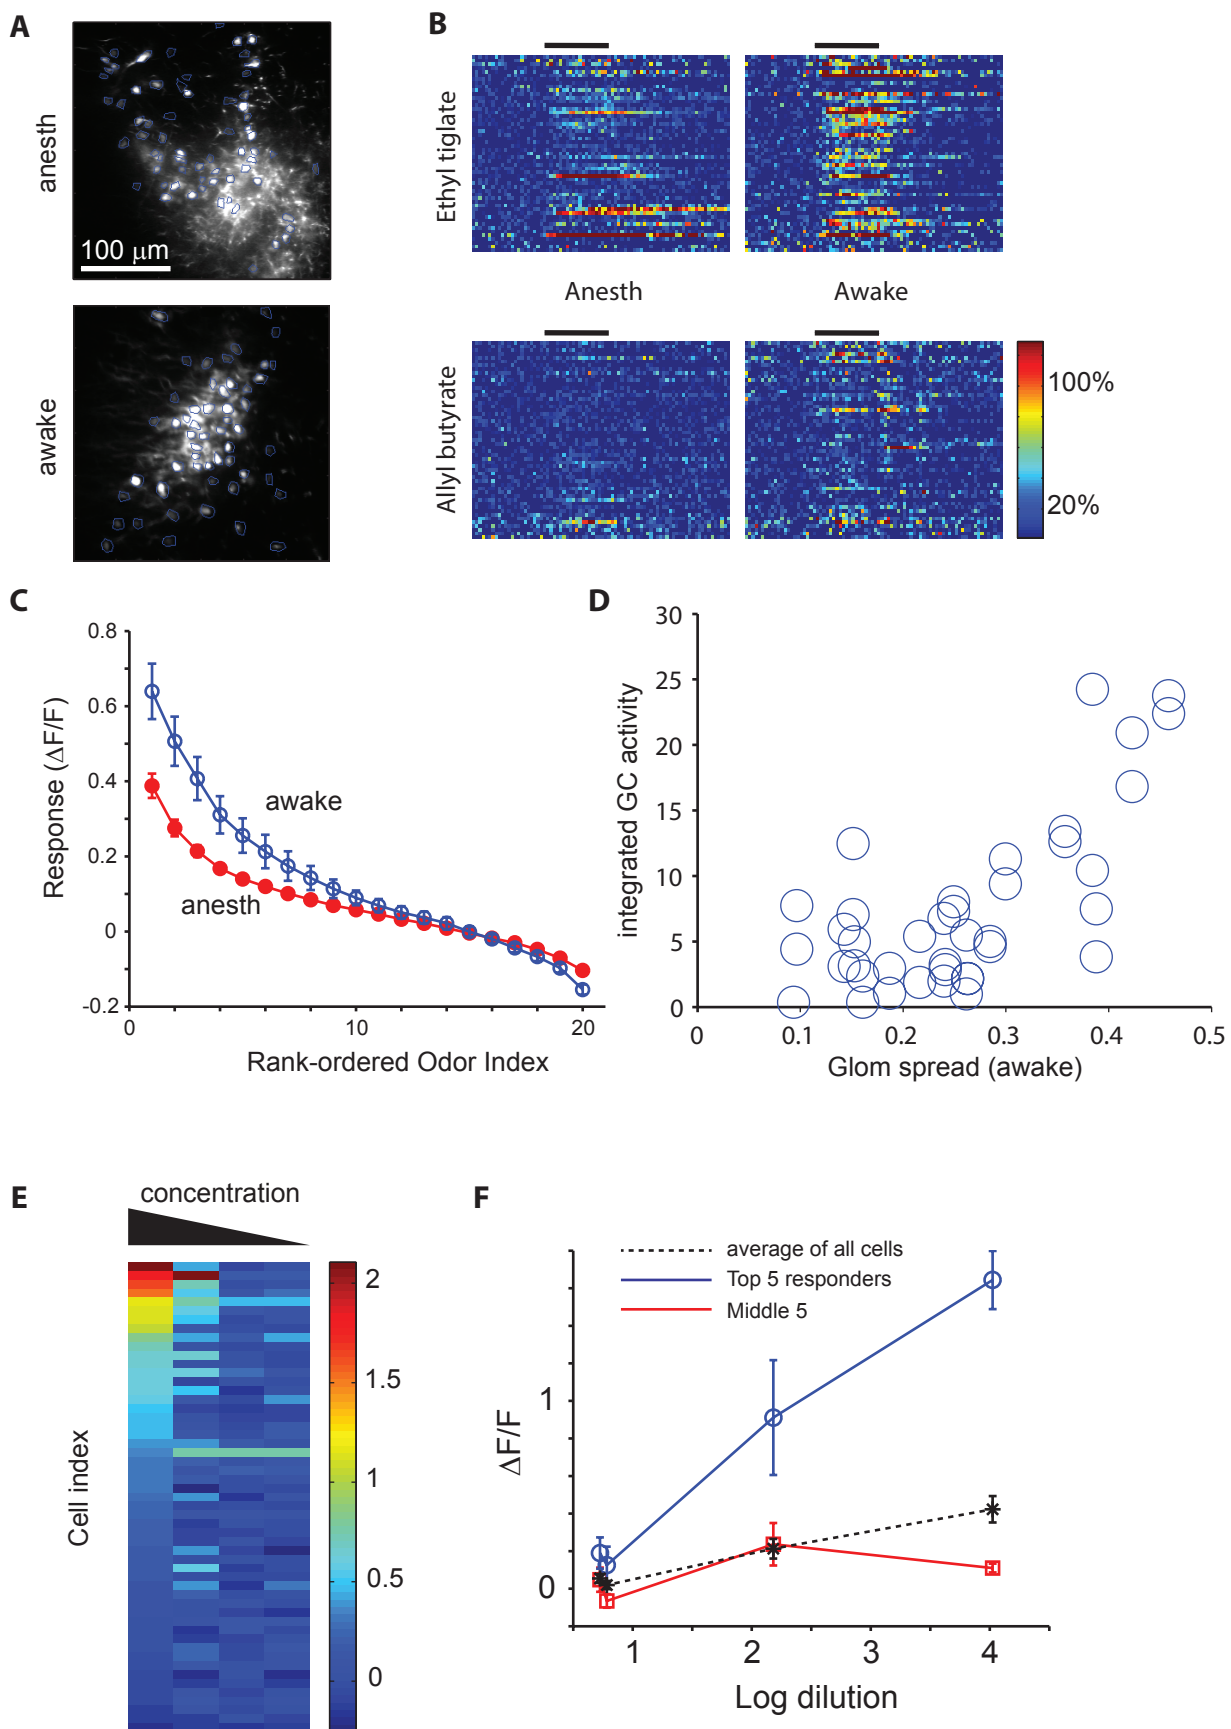 A
anesth
100 μm
awake
B
Ethyl tiglate
Anesth
Awake
Allyl butyrate
100%
20%
C
Response (ΔF/F)
0.8
0.6
0.4
0.2
0
-0.2
awake
anesth
0
10
20
Rank-ordered Odor Index
D
integrated GC activity
30
25
20
15
10
5
0
0
0.1
0.2
0.3
0.4
0.5
Glom spread (awake)
E
concentration
Cell index
2
1.5
1
0.5
0
F
average of all cells
Top 5 responders
Middle 5
ΔF/F
1
0
1
2
3
4
Log dilution